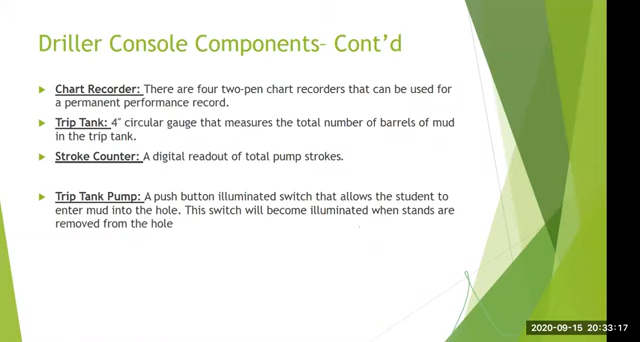 Driller Console Components– Cont'd
Chart Recorder: There are four two-pen chart recorders that can be used for
a permanent performance record.
Trip Tank: 4" circular gauge that measures the total number of barrels of mud
in the trip tank.
Stroke Counter: A digital readout of total pump strokes.
Trip Tank Pump: A push button illuminated switch that allows the student to
enter mud into the hole. This switch will become illuminated when stands are
removed from the hole
2020-09-15 20:33:17